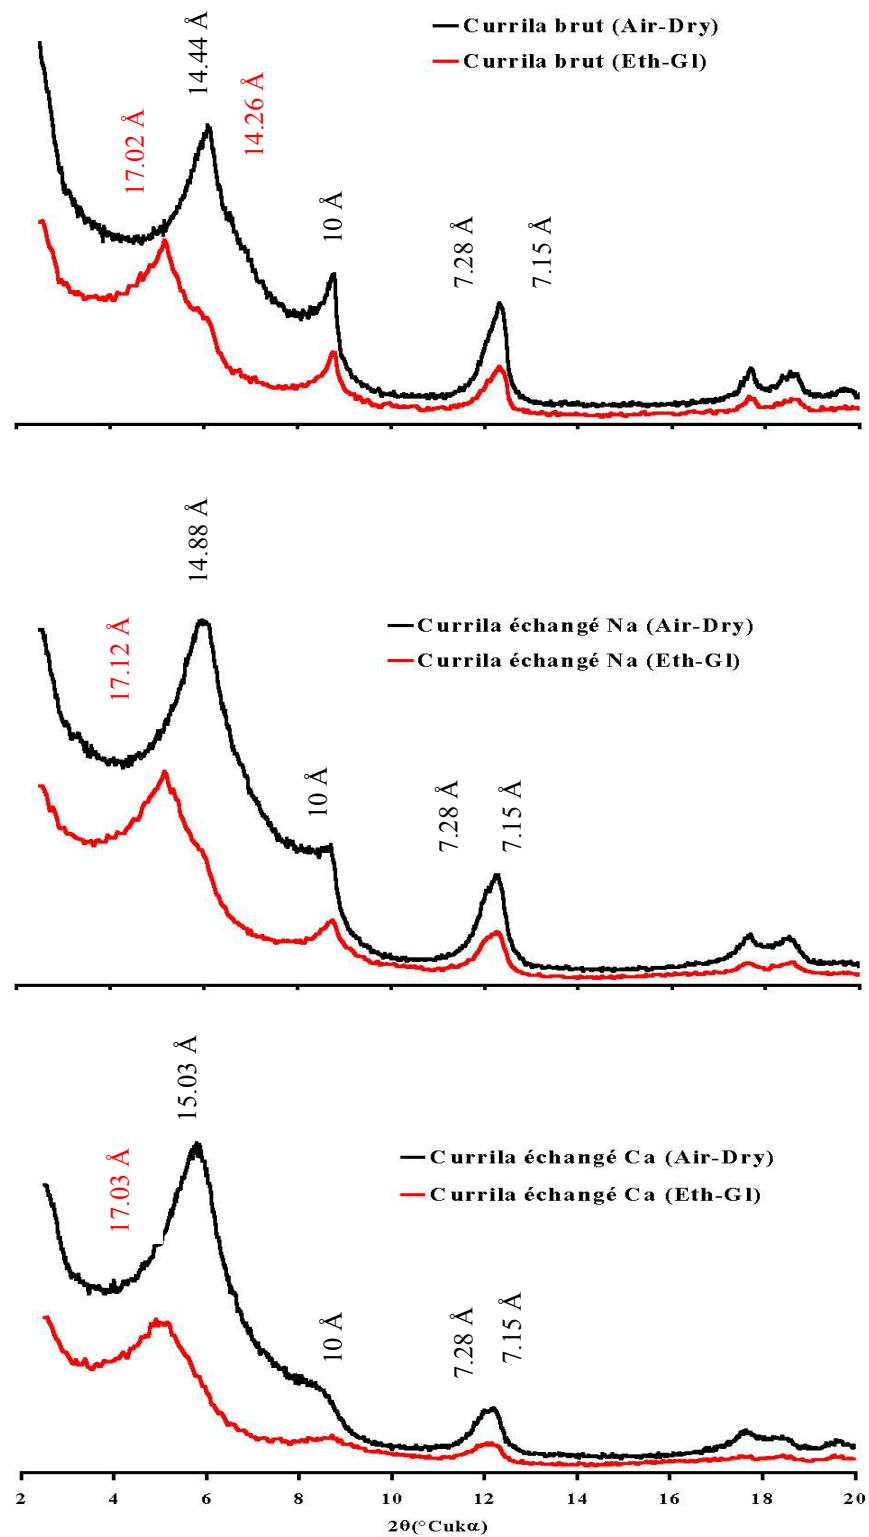 Currila brut (Air-Dry)
Currila brut (Eth-Gl)
14.44 Å
14.26 Å
17.02 Å
10 Å
7.28 Å
7.15 Å
14.88 Å
Currila échangé Na (Air-Dry)
Currila échangé Na (Eth-Gl)
17.12 Å
10 Å
7.28 Å
7.15 Å
15.03 Å
Currila échangé Ca (Air-Dry)
Currila échangé Ca (Eth-Gl)
17.03 Å
10 Å
7.28 Å
7.15 Å
2 4 6 8 10 12 14 16 18 20
2θ(°Cukα)